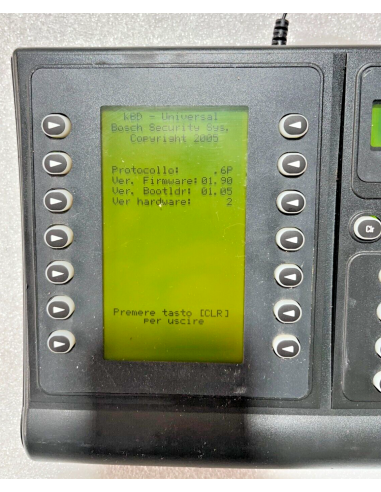 KBD - Universal
Bosch Security Sys,
Copyright 2005
Protocollo: .6P
Ver. Firmware: 01.90
Ver. Bootldr: 01.05
Ver hardware: 2
Premere tasto [CLR]
per uscire
Clr